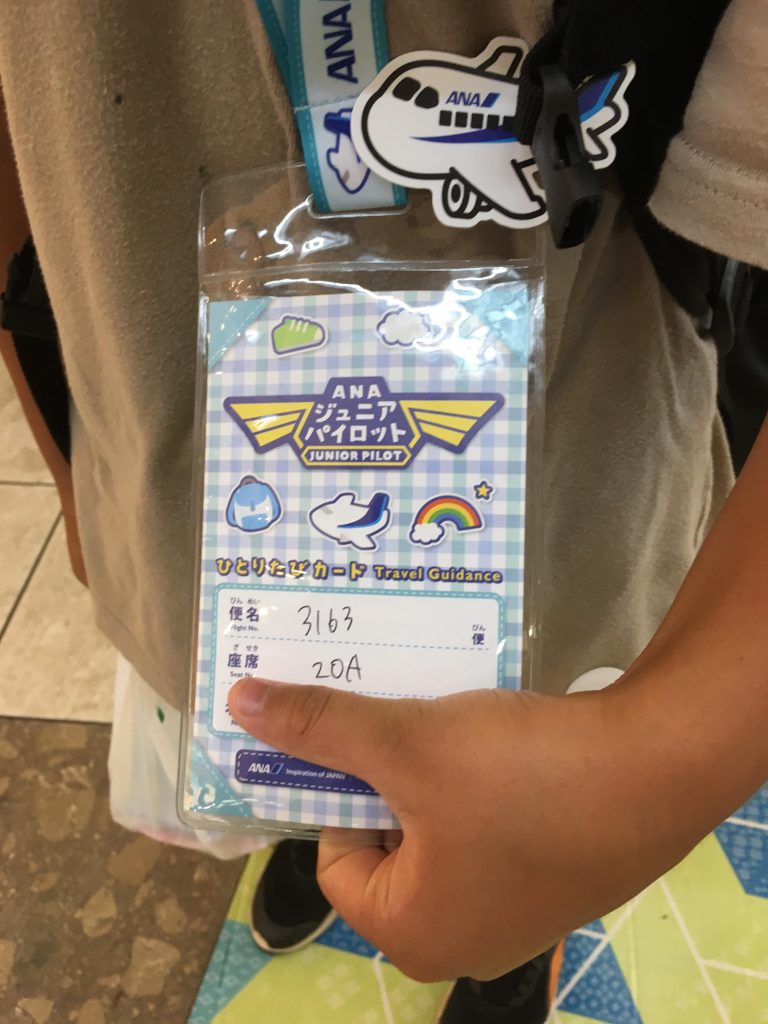 ANA
ANA
ANA
ジュニア
パイロット
JUNIOR PILOT
ひとりたびカード Travel Guidance
びん めい
便名
Flight No.
3163
びん
便
ざ せき
座席
Seat No.
20A
ANA Inspiration of JAPAN